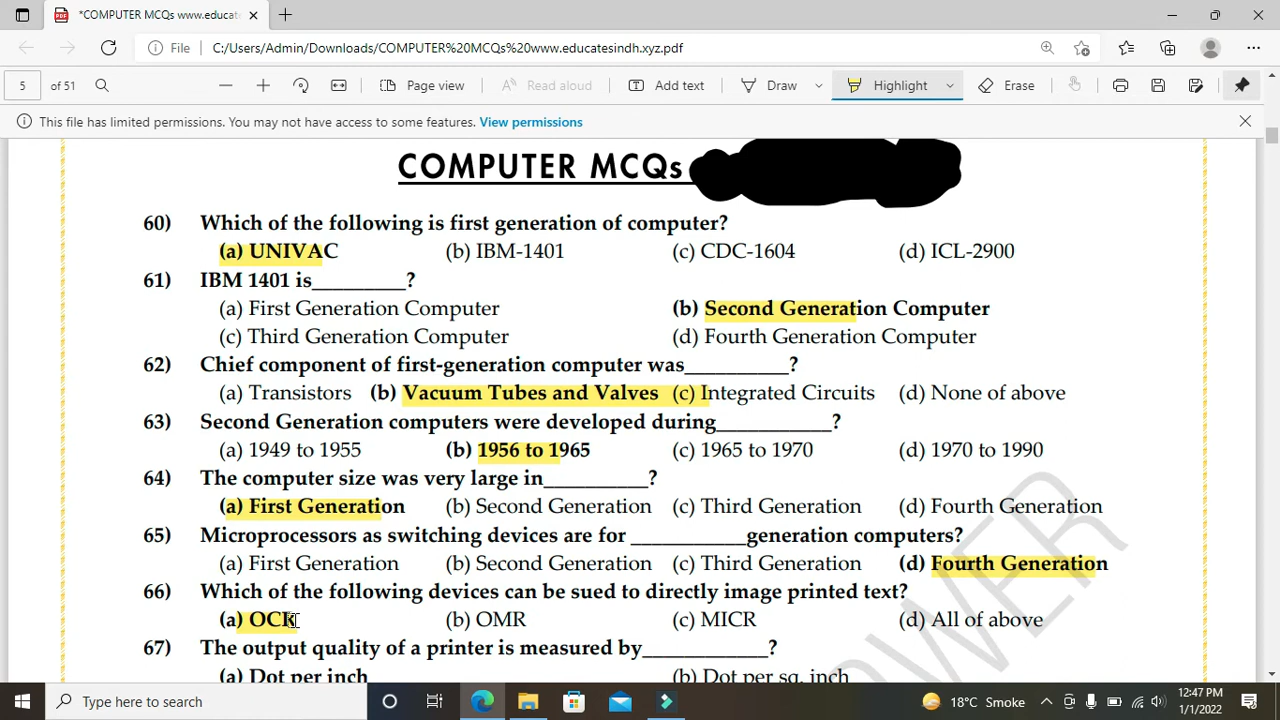 *COMPUTER MCQs www.educate
File C:/Users/Admin/Downloads/COMPUTER%20MCQs%20www.educatesindh.xyz.pdf
5 of 51 Page view Read aloud Add text Draw Highlight Erase
This file has limited permissions. You may not have access to some features. View permissions
COMPUTER MCQs
60) Which of the following is first generation of computer?
(a) UNIVAC (b) IBM-1401 (c) CDC-1604 (d) ICL-2900
61) IBM 1401 is_________?
(a) First Generation Computer (b) Second Generation Computer
(c) Third Generation Computer (d) Fourth Generation Computer
62) Chief component of first-generation computer was__________?
(a) Transistors (b) Vacuum Tubes and Valves (c) Integrated Circuits (d) None of above
63) Second Generation computers were developed during___________?
(a) 1949 to 1955 (b) 1956 to 1965 (c) 1965 to 1970 (d) 1970 to 1990
64) The computer size was very large in__________?
(a) First Generation (b) Second Generation (c) Third Generation (d) Fourth Generation
65) Microprocessors as switching devices are for ___________generation computers?
(a) First Generation (b) Second Generation (c) Third Generation (d) Fourth Generation
66) Which of the following devices can be sued to directly image printed text?
(a) OCR (b) OMR (c) MICR (d) All of above
67) The output quality of a printer is measured by____________?
(a) Dot per inch (b) Dot per sq. inch
Type here to search 18°C Smoke 12:47 PM
1/1/2022